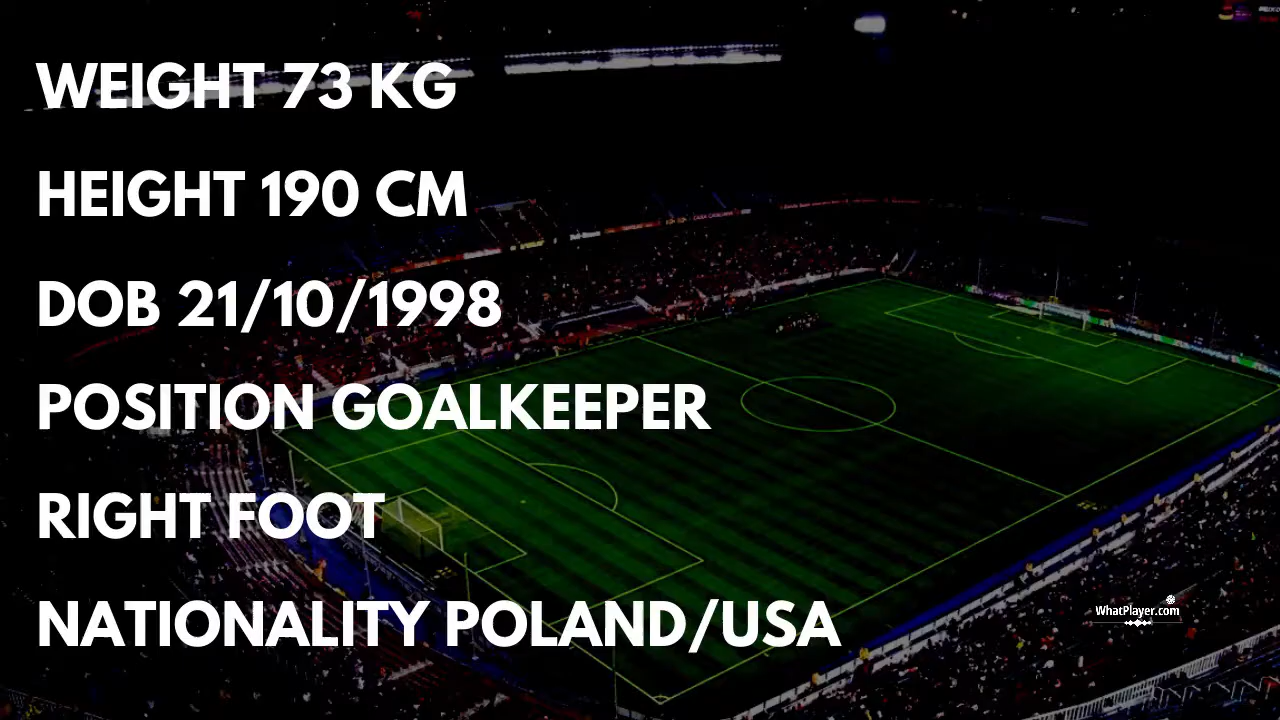 WEIGHT 73 KG
HEIGHT 190 CM
DOB 21/10/1998
POSITION GOALKEEPER
RIGHT FOOT
NATIONALITY POLAND/USA
WhatPlayer.com